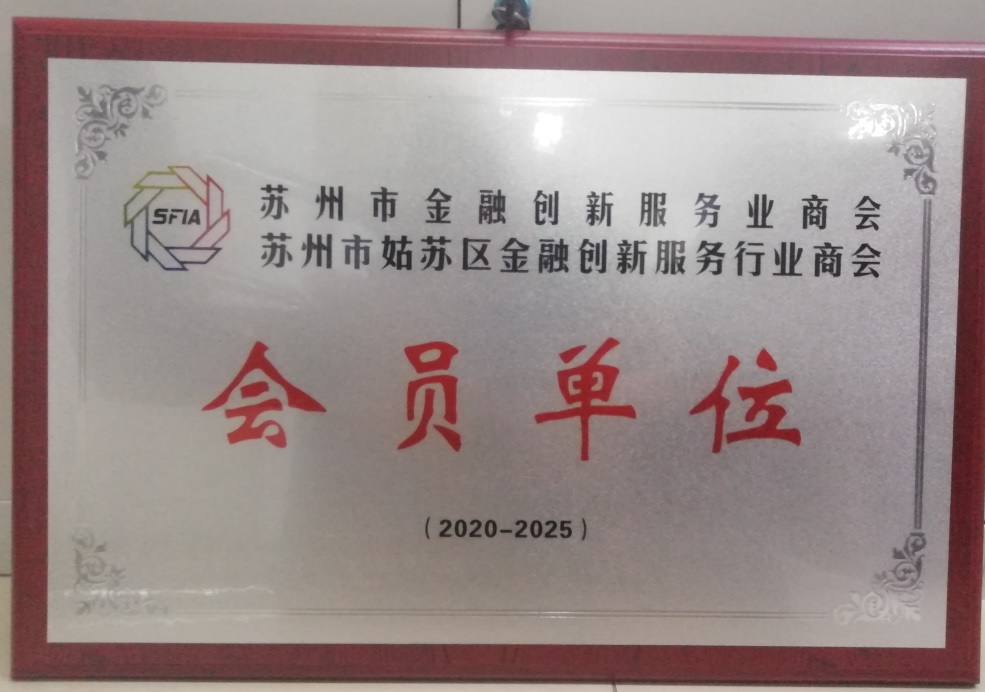 SFIA
苏州市金融创新服务业商会
苏州市姑苏区金融创新服务行业商会
会员单位
（2020-2025）